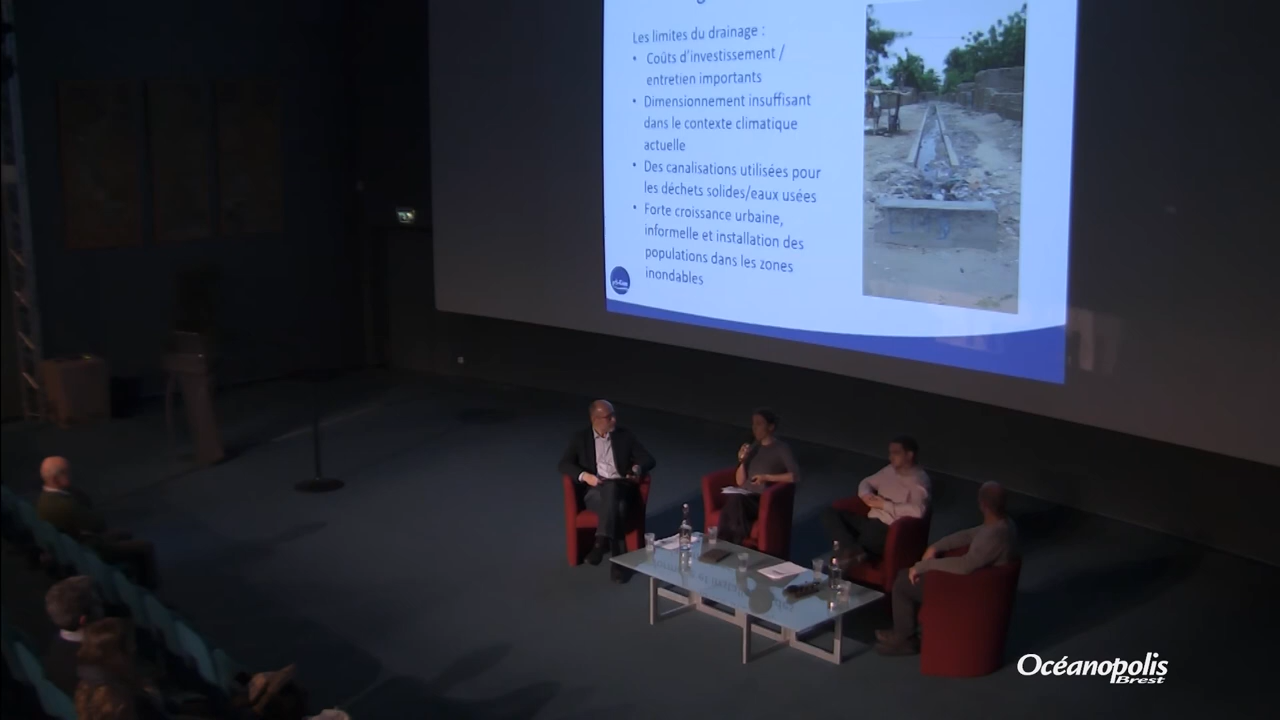 Les limites du drainage :
• Coûts d'investissement /
entretien importants
• Dimensionnement insuffisant
dans le contexte climatique
actuelle
• Des canalisations utilisées pour
les déchets solides/eaux usées
• Forte croissance urbaine,
informelle et installation des
populations dans les zones
inondables
Océanopolis
Brest